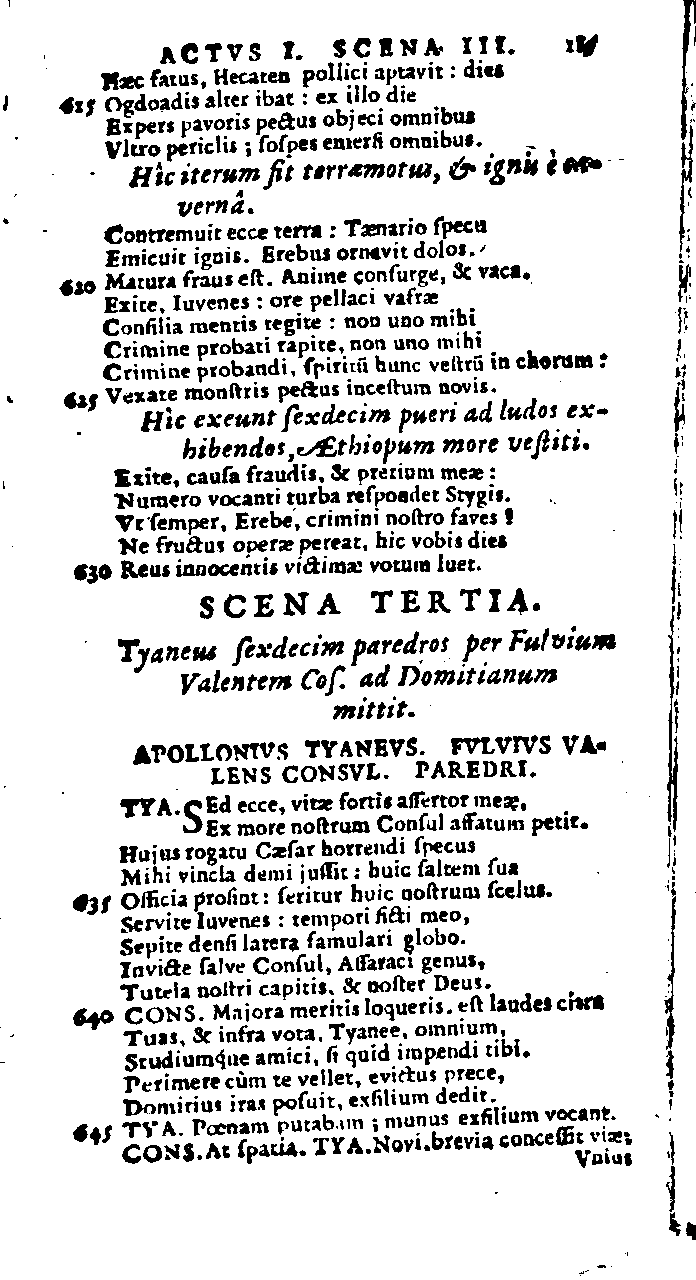 ACTVS I. SCENA III.
Hæc fatus, Hecaten pollici aptavit : dies
615 Ogdoadis alter ibat : ex illo die
Expers pavoris pectus objeci omnibus
Vltro periclis ; ſoſpes emerſi omnibus.
Hîc iterum fit terræmotus, & ignis è
vernâ.
Contremuit ecce terra : Tænario ſpecu
Emicuit ignis. Erebus ornavit dolos.
620 Matura fraus eſt. Anime conſurge, & vaca.
Exite, Iuvenes : ore pellaci vafræ
Conſilia mentis tegite : non uno mihi
Crimine probati rapite, non uno mihi
Crimine probandi, ſpiritũ hunc veſtrũ in chorum :
625 Vexate monſtris pectus inceſtum novis.
Hìc exeunt ſexdecim pueri ad ludos ex-
hibendos, Æthiopum more veſtiti.
Exite, cauſa fraudis, & pretium meæ :
Numero vocanti turba reſpondet Stygis.
Vt ſemper, Erebe, crimini noſtro faves !
Ne fructus operæ pereat, hic vobis dies
630 Reus innocentis victimæ votum luet.
SCENA TERTIA.
Tyaneus ſexdecim paredros per Fulvium
Valentem Coſ. ad Domitianum
mittit.
APOLLONIVS TYANEVS. FVLVIVS VA-
LENS CONSVL. PAREDRI.
TYA. SEd ecce, vitæ fortis aſſertor meæ,
Ex more noſtrum Conſul affatum petit.
Hujus rogatu Cæſar horrendi ſpecus
Mihi vincla demi juſſit : huic ſaltem ſua
635 Officia proſint : feritur huic noſtrum ſcelus.
Servite Iuvenes : tempori ficti meo,
Sepite denſi latera famulari globo.
Invicte ſalve Conſul, Aſſaraci genus,
Tutela noſtri capitis, & noſter Deus.
640 CONS. Majora meritis loqueris. eſt laudes citra
Tuas, & infra vota, Tyanee, omnium,
Studiumq́ue amici, ſi quid impendi tibi.
Perimere cùm te vellet, evictus prece,
Domitius iras poſuit, exſilium dedit.
645 TYA. Pœnam putabam ; munus exſilium vocant.
CONS. At ſpatia. TYA. Novi. brevia conceſſit viæ;
Vnius